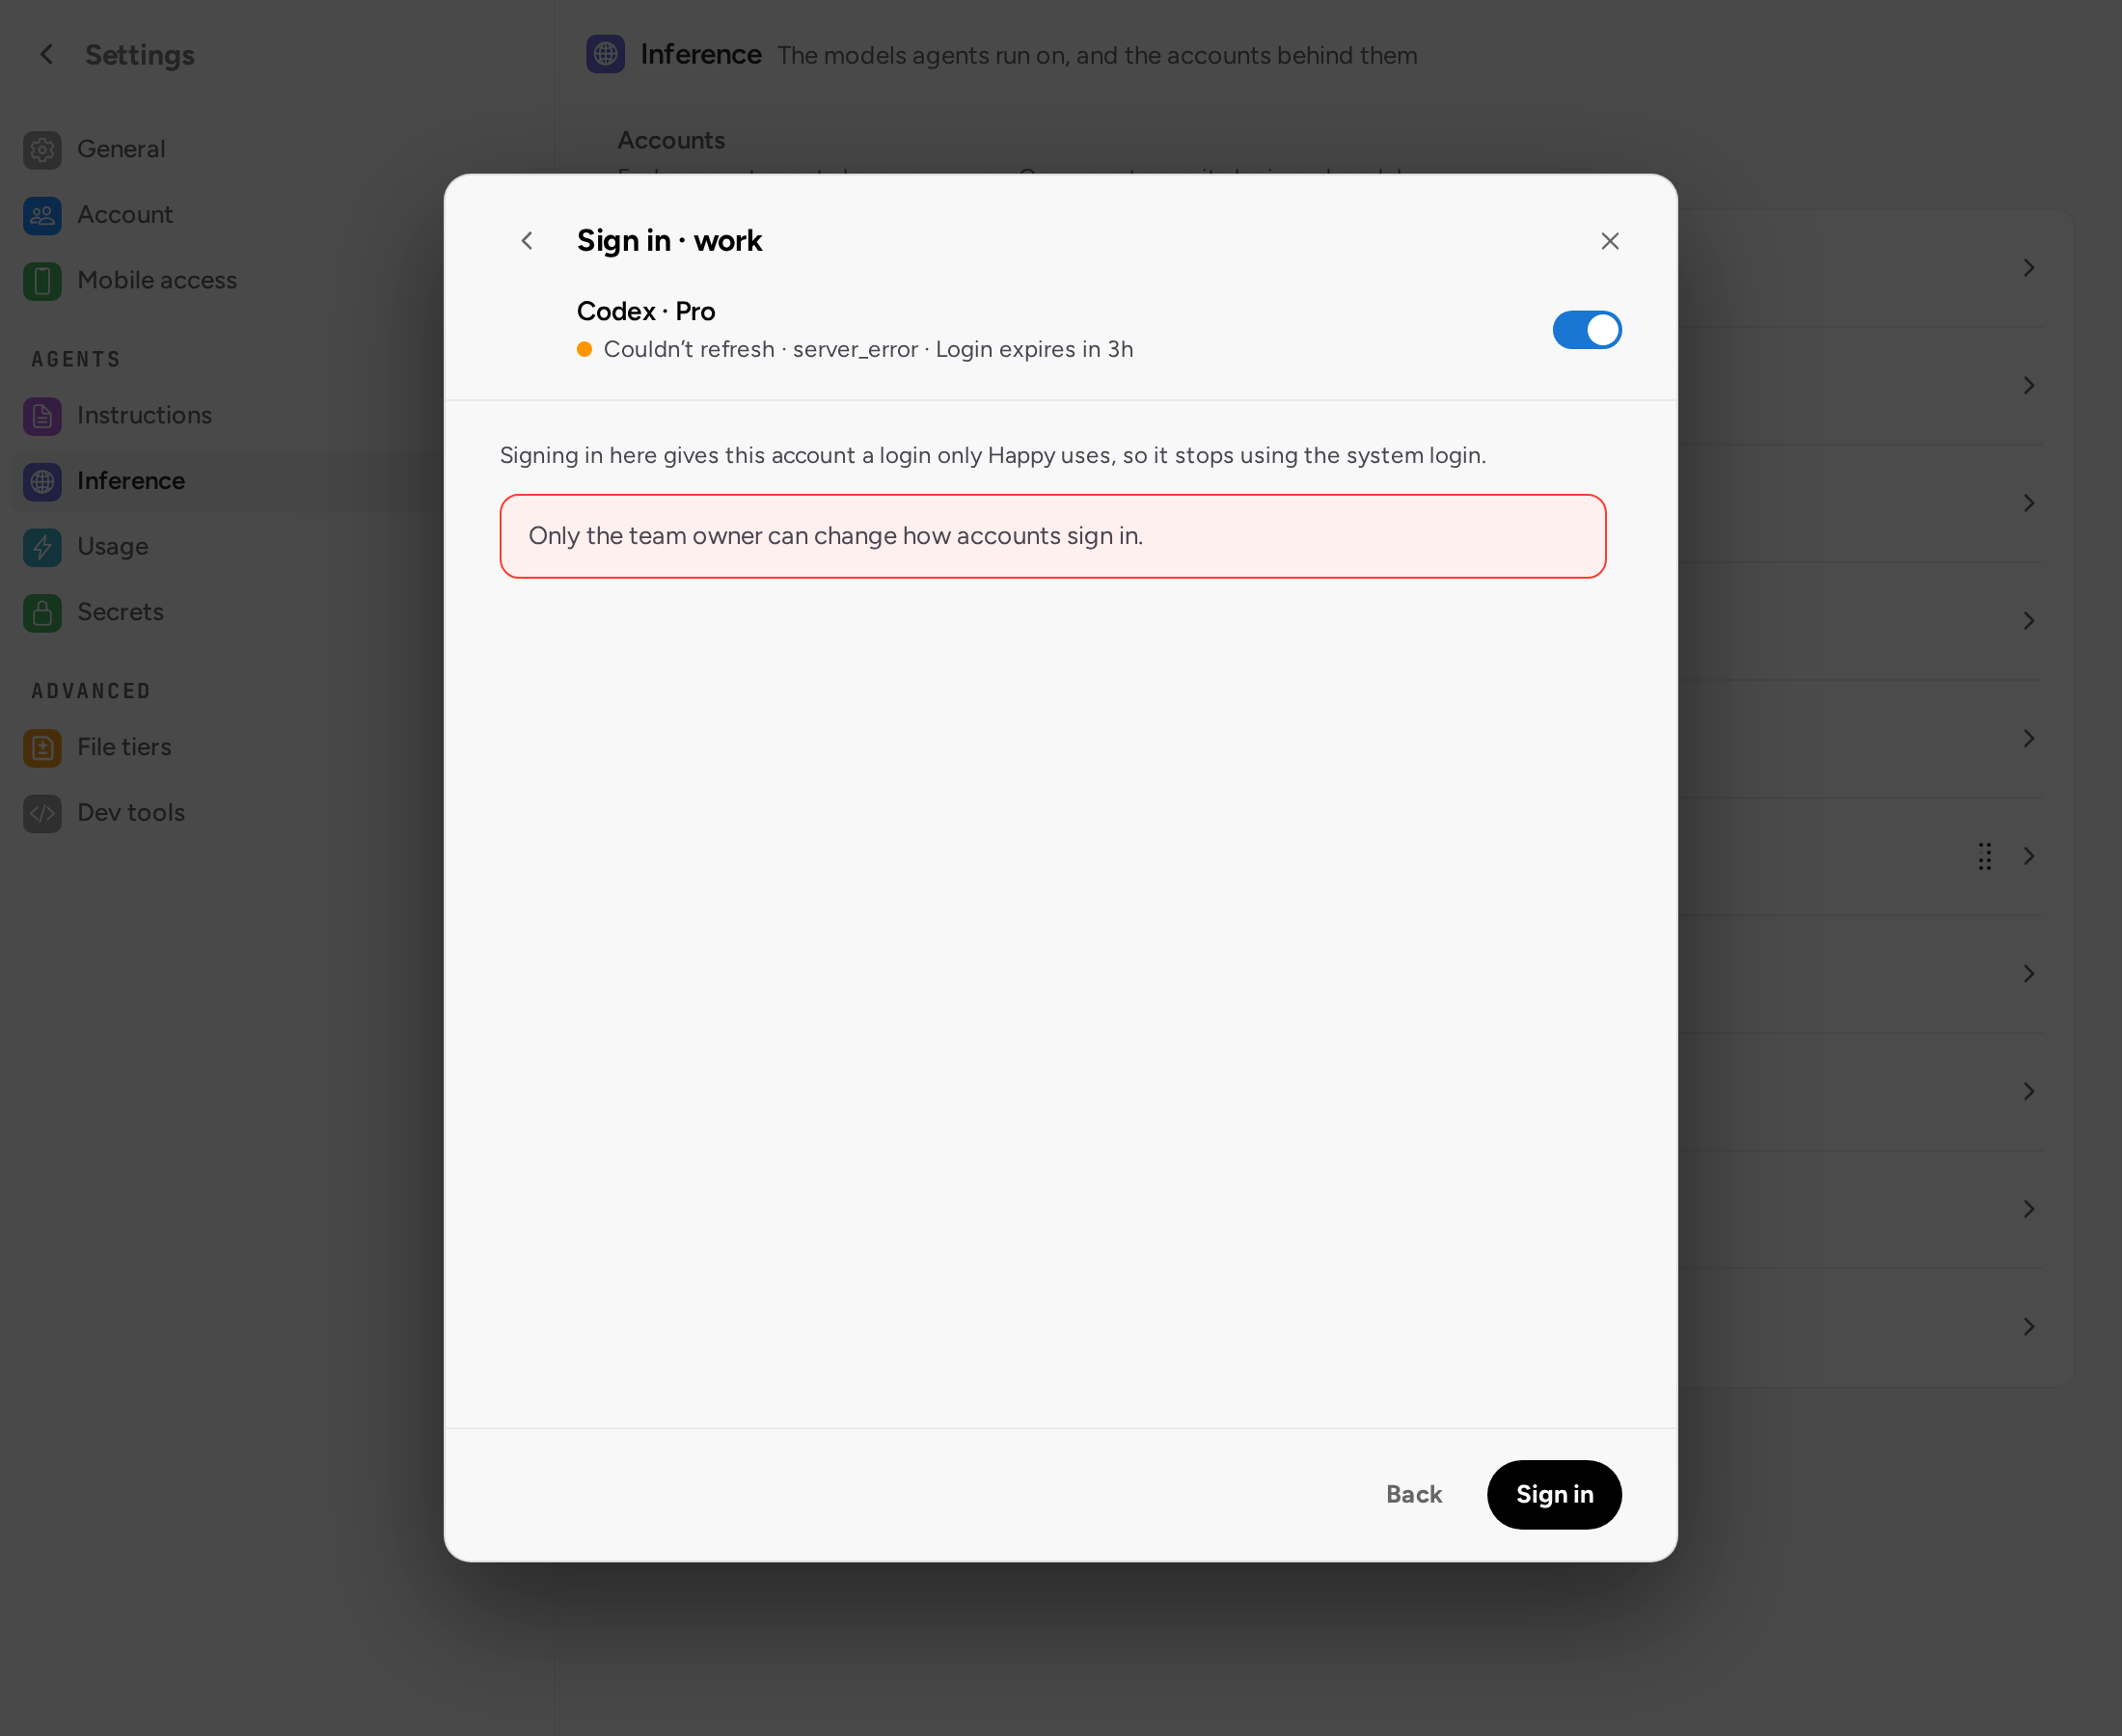 Settings
General
Account
Mobile access
AGENTS
Instructions
Inference
Usage
Secrets
ADVANCED
File tiers
Dev tools
Inference The models agents run on, and the accounts behind them
Accounts
Sign in · work
Codex · Pro
Couldn’t refresh · server_error · Login expires in 3h
Signing in here gives this account a login only Happy uses, so it stops using the system login.
Only the team owner can change how accounts sign in.
Back
Sign in